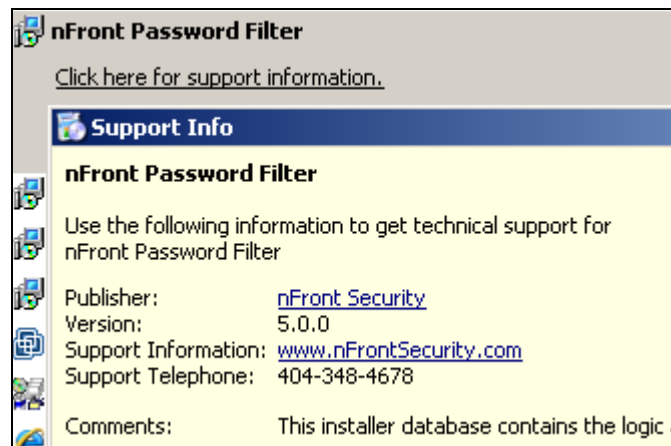 nFront Password Filter
Click here for support information.
Support Info
nFront Password Filter
Use the following information to get technical support for
nFront Password Filter
Publisher: nFront Security
Version: 5.0.0
Support Information: www.nFrontSecurity.com
Support Telephone: 404-348-4678
Comments: This installer database contains the logic